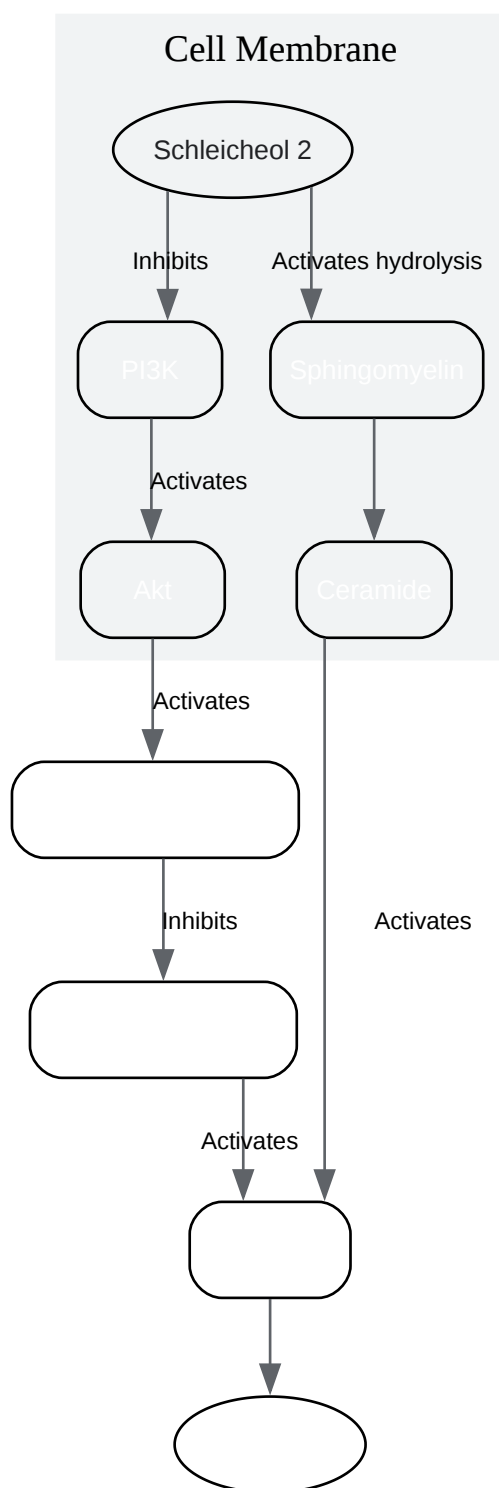 Cell Membrane
Schleicheol 2
Inhibits
Activates hydrolysis
PI3K
Sphingomyelin
Activates
Akt
Ceramide
Activates
Inhibits
Activates
Activates